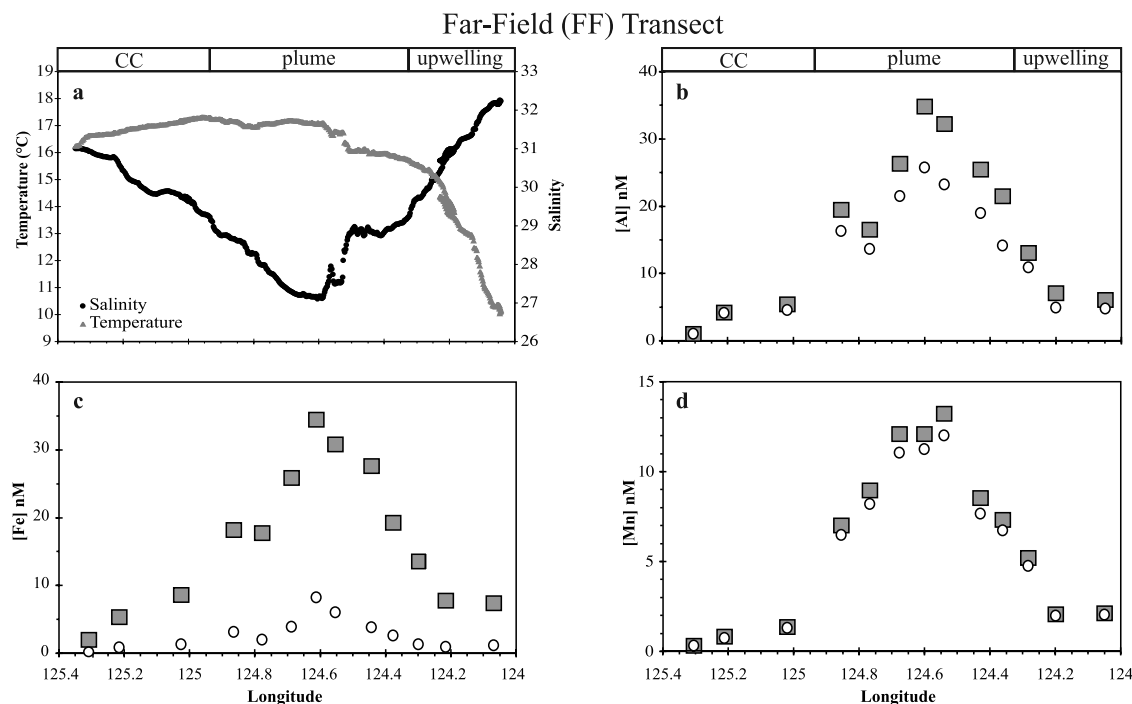 Far-Field (FF) Transect
CC plume upwelling
a
19
18
17
16
15
14
13
12
11
10
9
Temperature (°C)
33
32
31
30
29
28
27
26
Salinity
Salinity
Temperature
CC plume upwelling
b
40
30
20
10
0
[Al] nM
c
40
30
20
10
0
[Fe] nM
125.4 125.2 125 124.8 124.6 124.4 124.2 124
Longitude
d
15
10
5
0
[Mn] nM
125.4 125.2 125 124.8 124.6 124.4 124.2 124
Longitude